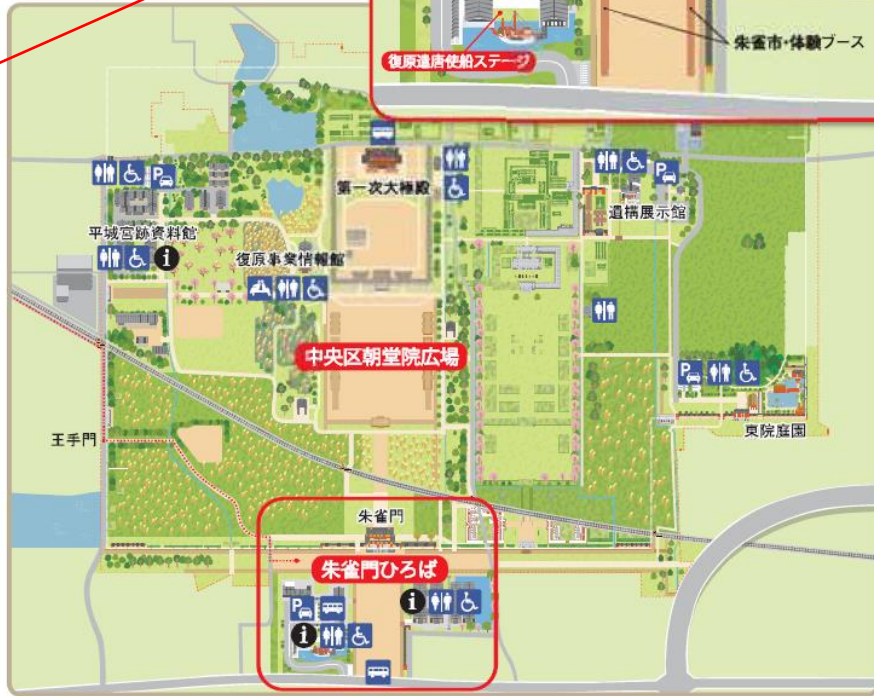 復原遣唐使船ステージ
朱雀市・体験ブース
第一次大極殿
遺構展示館
平城宮跡資料館
復原事業情報館
中央区朝堂院広場
東院庭園
王手門
朱雀門
朱雀門ひろば
P
P
P
P
i
i
i